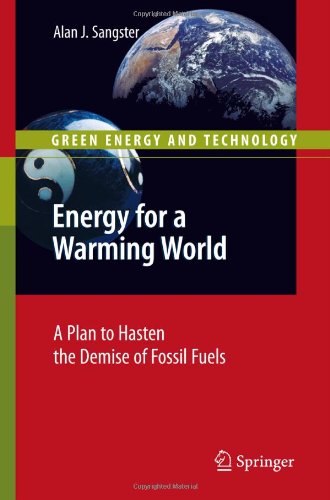 Alan J. Sangster
GREEN ENERGY AND TECHNOLOGY
Energy for a
Warming World
A Plan to Hasten
the Demise of Fossil Fuels
Springer